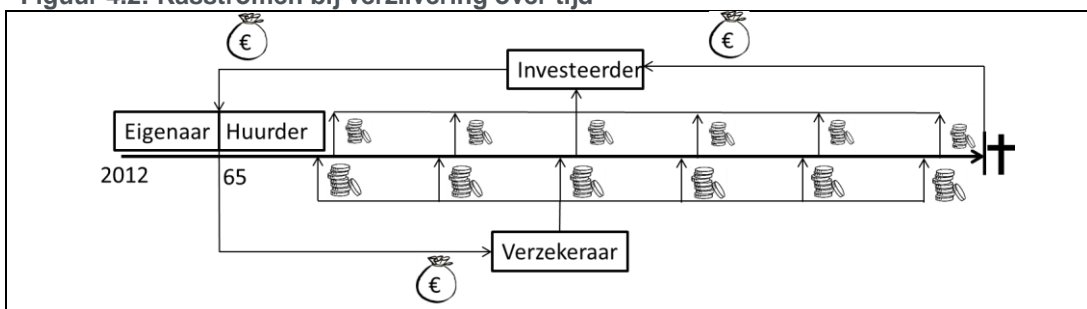 Figuur 4.2: Kasstromen bij verzilvering over tijd
€
€
Investeerder
Eigenaar
Huurder
2012
65
Verzekeraar
€